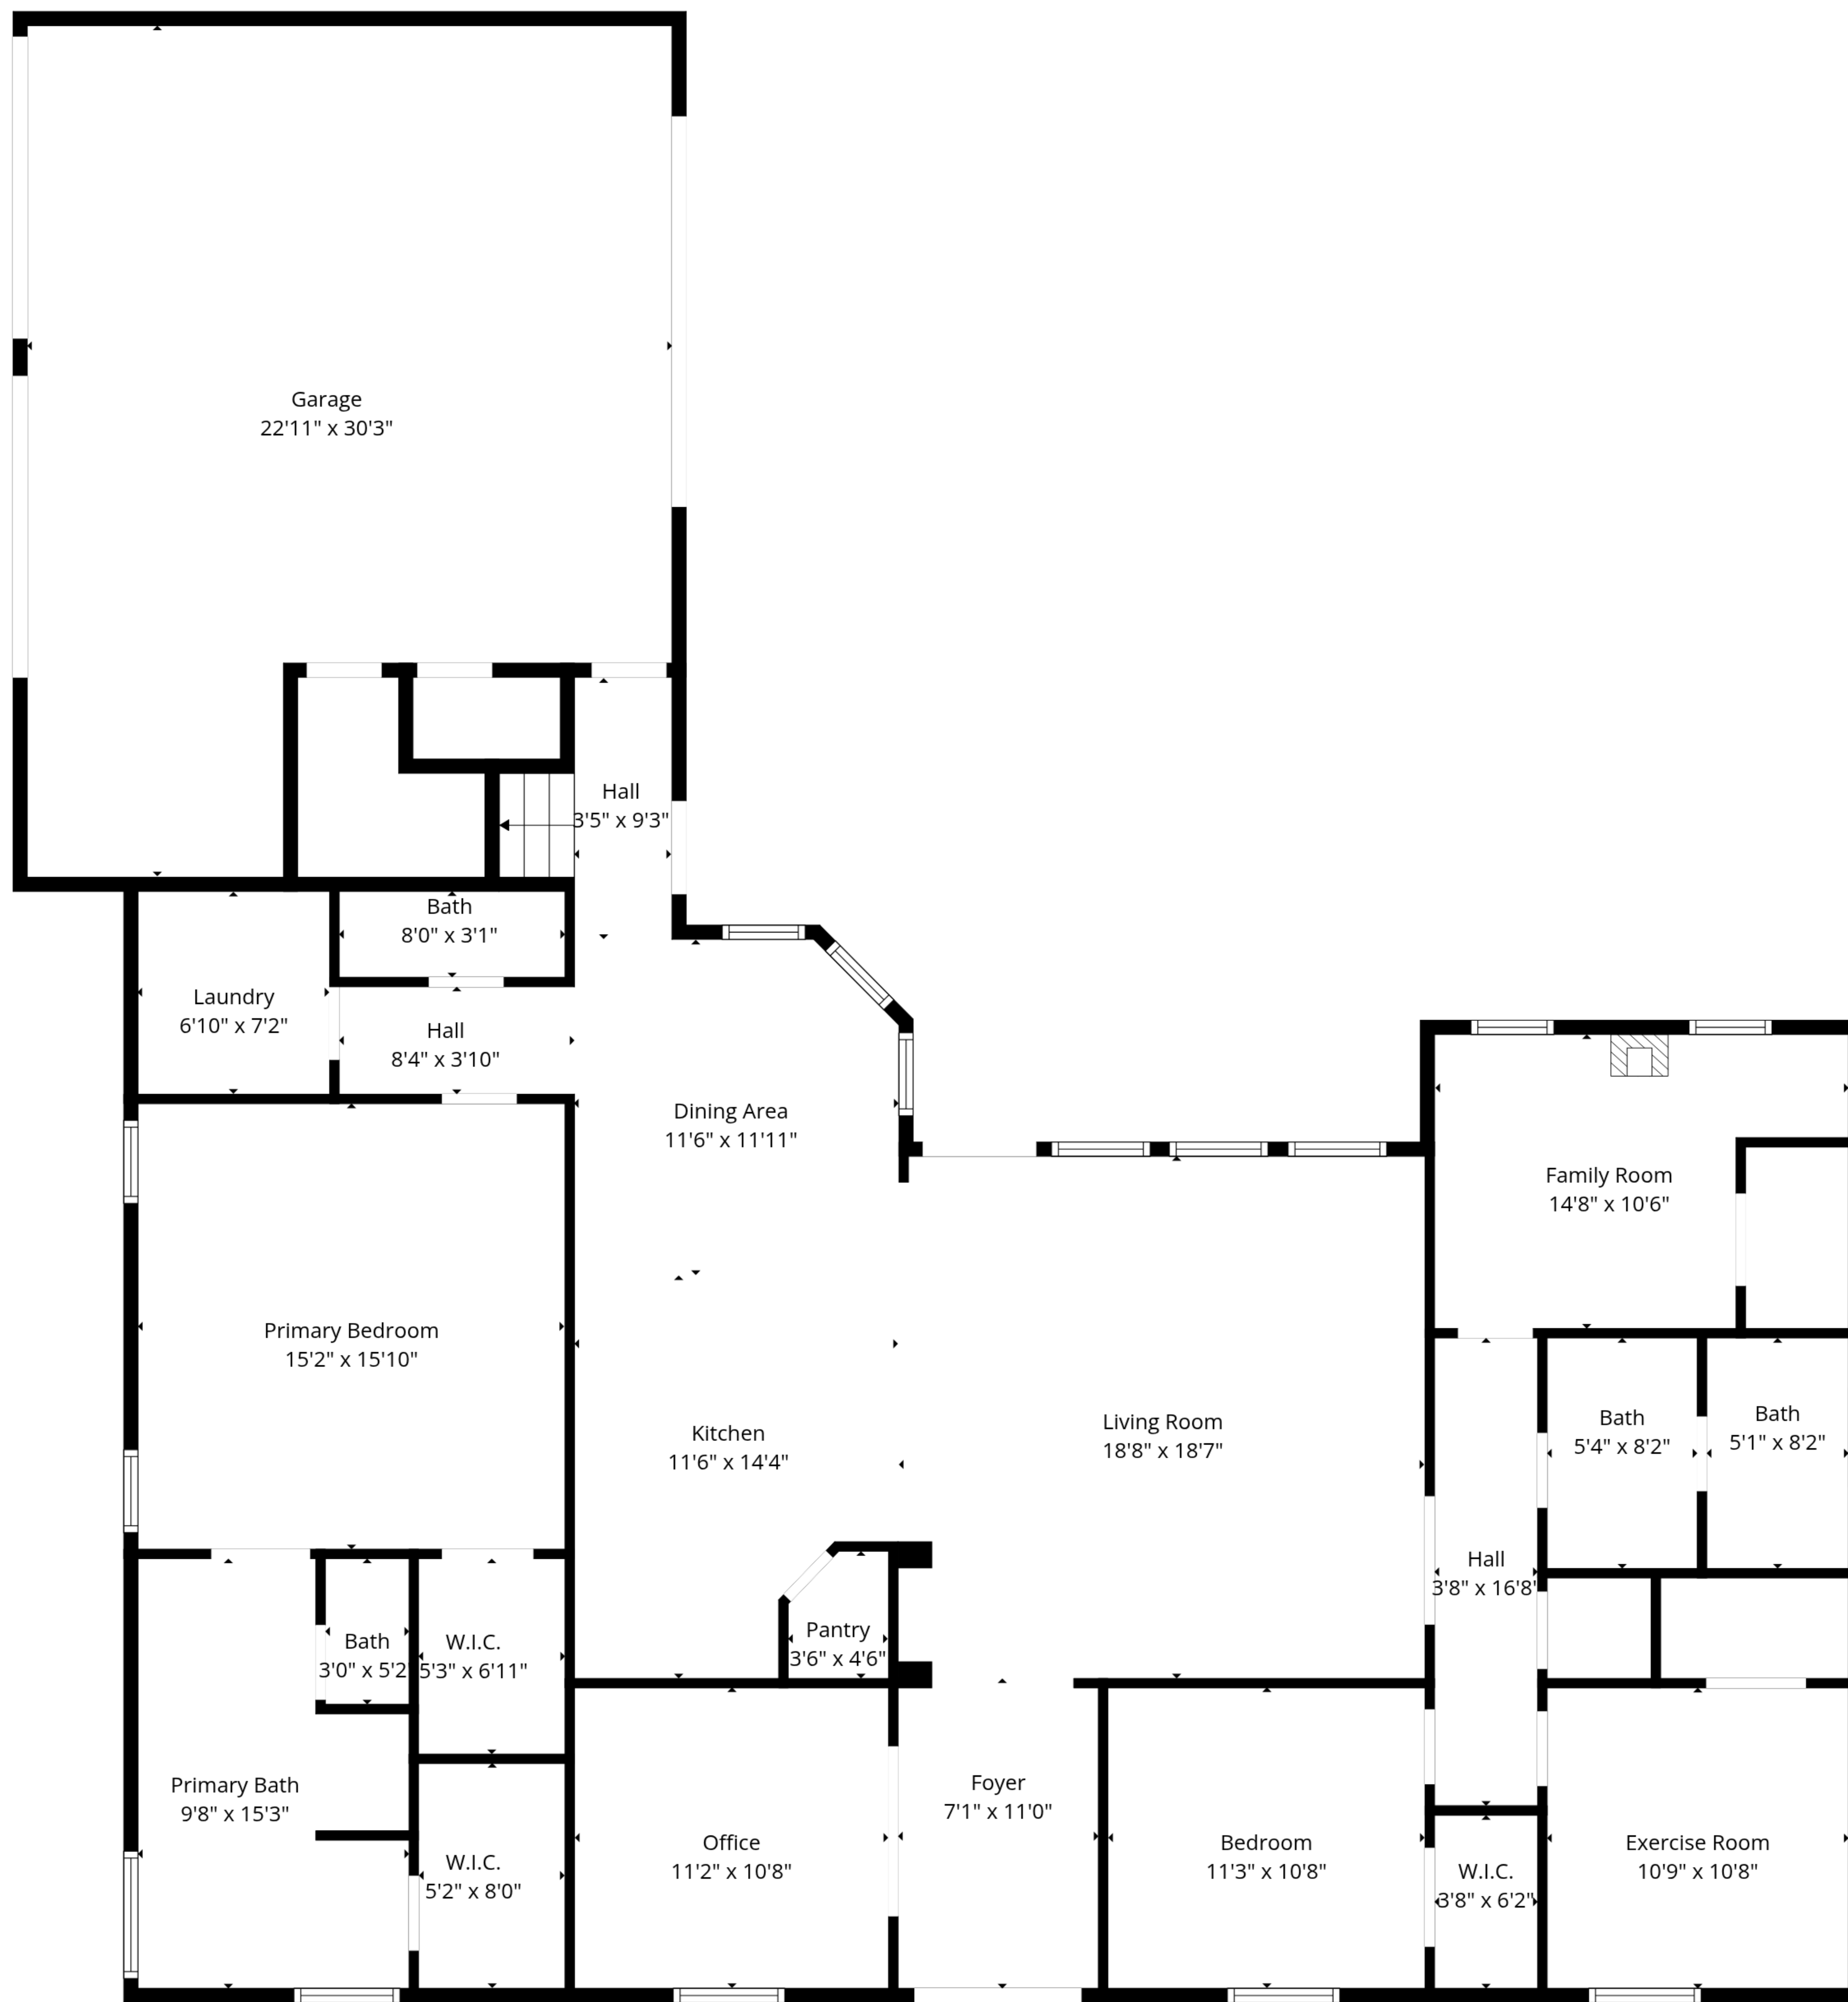 Garage
22'11" x 30'3"
Hall
3'5" x 9'3"
Bath
8'0" x 3'1"
Laundry
6'10" x 7'2"
Hall
8'4" x 3'10"
Dining Area
11'6" x 11'11"
Family Room
14'8" x 10'6"
Primary Bedroom
15'2" x 15'10"
Kitchen
11'6" x 14'4"
Living Room
18'8" x 18'7"
Bath
5'4" x 8'2"
Bath
5'1" x 8'2"
Hall
3'8" x 16'8"
Pantry
3'6" x 4'6"
Bath
3'0" x 5'2
W.I.C.
5'3" x 6'11"
Primary Bath
9'8" x 15'3"
Foyer
7'1" x 11'0"
Office
11'2" x 10'8"
Bedroom
11'3" x 10'8"
Exercise Room
10'9" x 10'8"
W.I.C.
5'2" x 8'0"
W.I.C.
3'8" x 6'2"